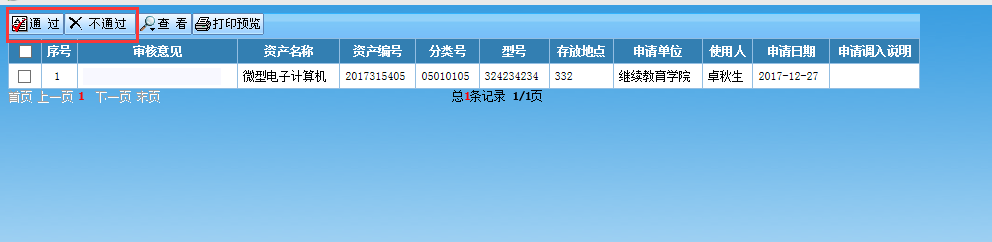 通 过 不通过 查 看 打印预览
序号 审核意见 资产名称 资产编号 分类号 型号 存放地点 申请单位 使用人 申请日期 申请调入说明
1 微型电子计算机 2017315405 05010105 324234234 332 继续教育学院 卓秋生 2017-12-27
首页 上一页 1 下一页 末页 总1条记录 1/1页